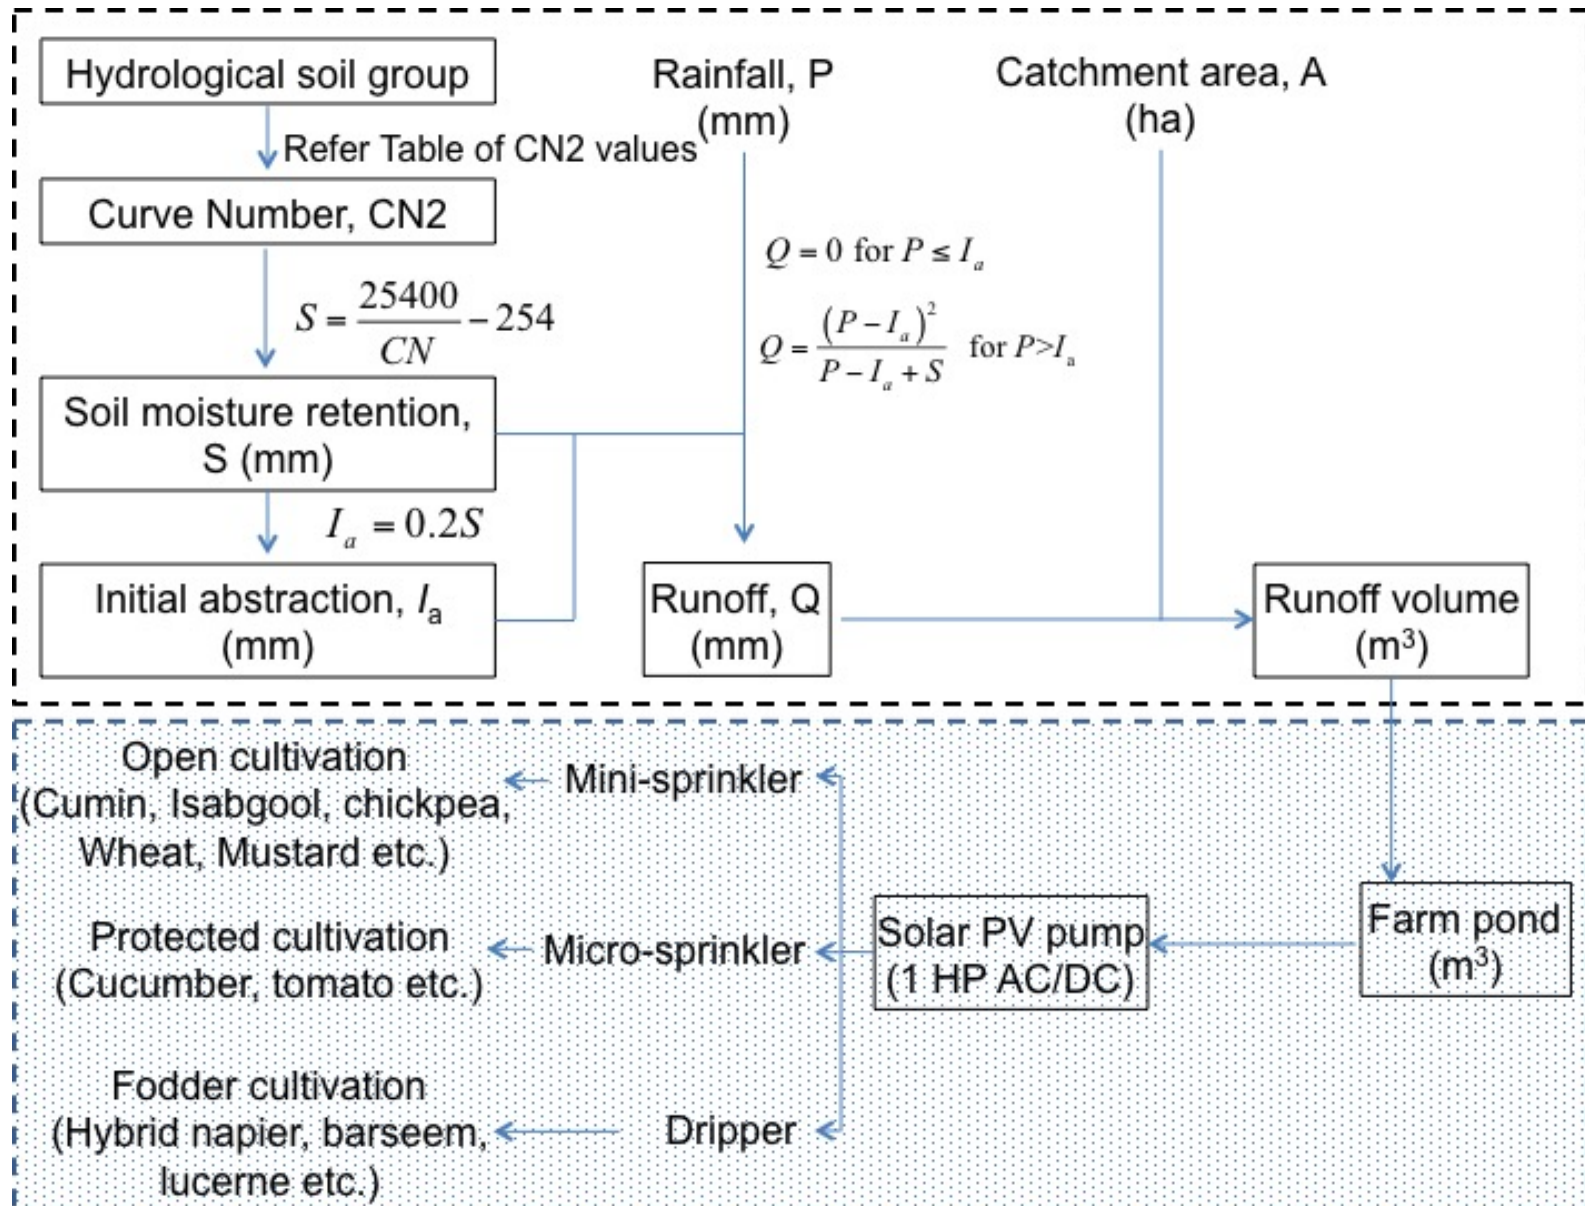 Hydrological soil group
Rainfall, P
(mm)
Catchment area, A
(ha)
Refer Table of CN2 values
Curve Number, CN2
Q = 0 for P ≤ Iₐ
S = 25400/CN − 254
Q = (P − Iₐ)²/(P − Iₐ + S) for P>Iₐ
Soil moisture retention,
S (mm)
Iₐ = 0.2S
Initial abstraction, Iₐ
(mm)
Runoff, Q
(mm)
Runoff volume
(m³)
Open cultivation
(Cumin, Isabgool, chickpea,
Wheat, Mustard etc.)
Mini-sprinkler
Protected cultivation
(Cucumber, tomato etc.)
Micro-sprinkler
Solar PV pump
(1 HP AC/DC)
Farm pond
(m³)
Fodder cultivation
(Hybrid napier, barseem,
lucerne etc.)
Dripper